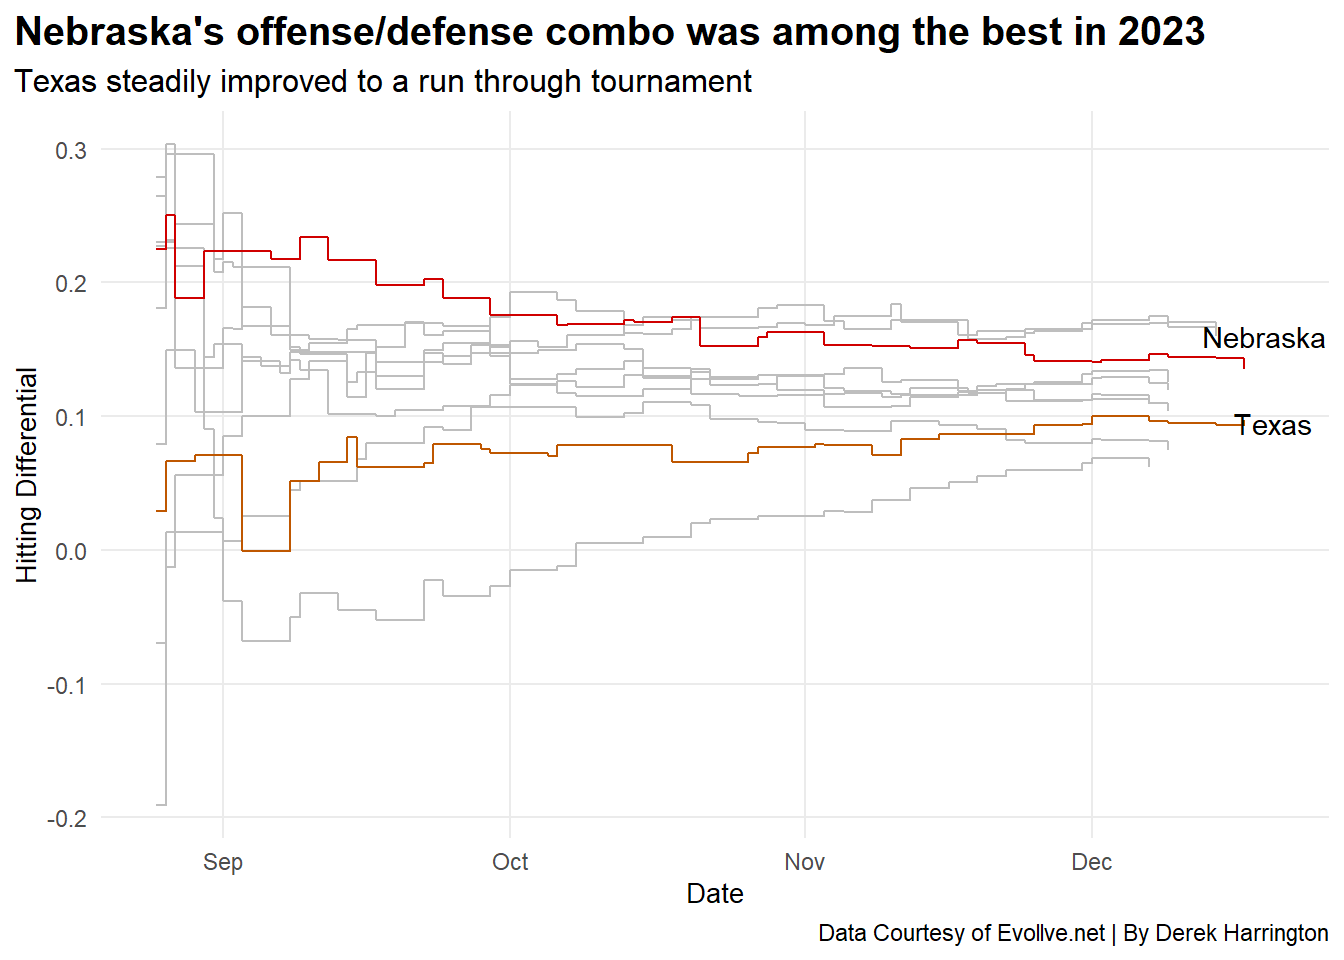 Nebraska's offense/defense combo was among the best in 2023
Texas steadily improved to a run through tournament
Hitting Differential
0.3
0.2
0.1
0.0
-0.1
-0.2
Nebraska
Texas
Sep Oct Nov Dec
Date
Data Courtesy of Evollve.net | By Derek Harrington